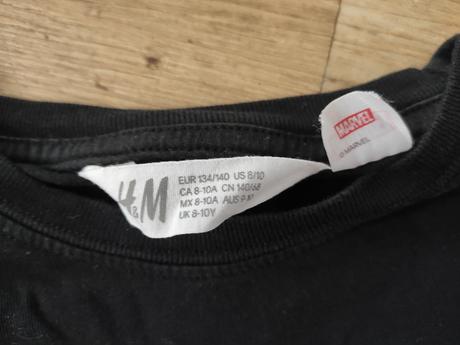 H&M
EUR 134/140 US 8/10
CA 8-10A CN 140/68
MX 8-10A AUS
UK 8-10Y
MARVEL
© MARVEL